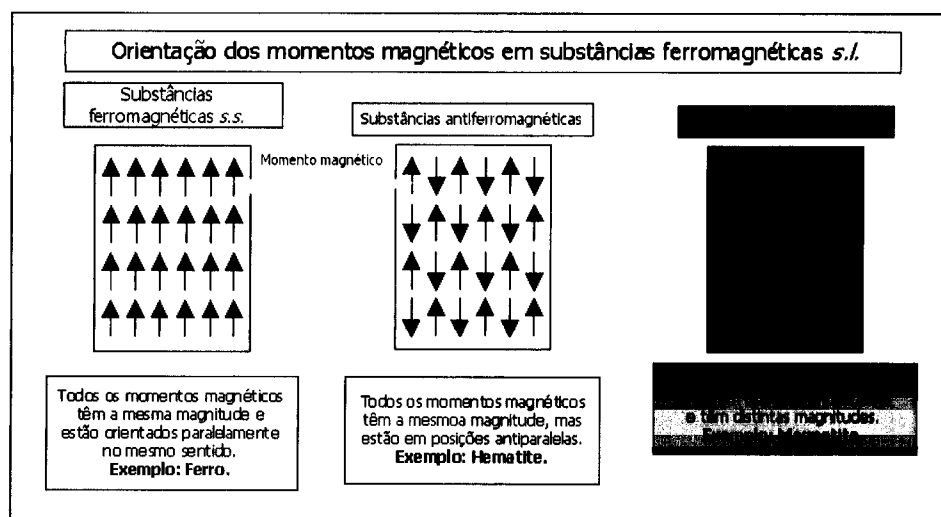 Orientação dos momentos magnéticos em substâncias ferromagnéticas s.l.
Substâncias
ferromagnéticas s.s.
Momento magnético
Todos os momentos magnéticos
têm a mesma magnitude e
estão orientados paralelamente
no mesmo sentido.
Exemplo: Ferro.
Substâncias antiferromagnéticas
Todos os momentos magnéticos
têm a mesmoa magnitude, mas
estão em posições antiparalelas.
Exemplo: Hematite.
e têm distintas magnitudes.